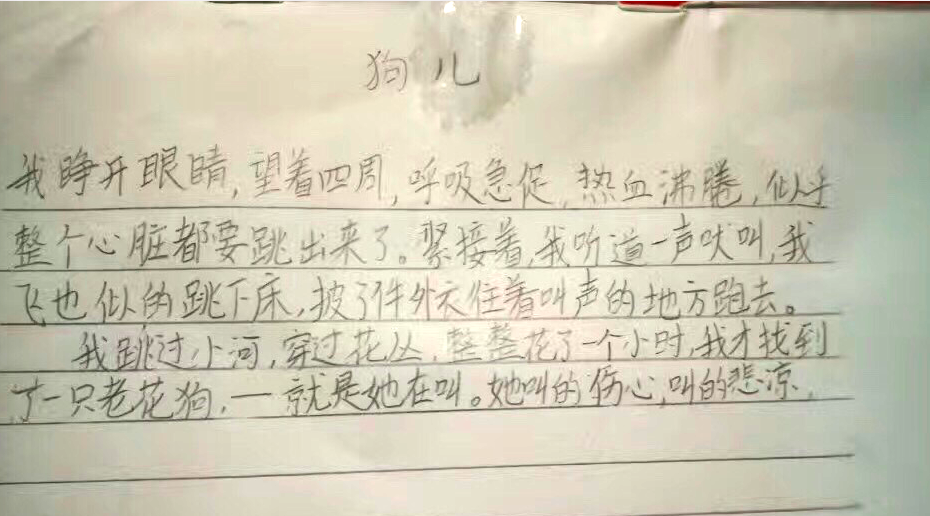 狗儿
我睁开眼睛,望着四周,呼吸急促,热血沸腾,似乎
整个心脏都要跳出来了。紧接着,我听道一声吠叫,我
飞也似的跳下床,披了件外衣住着叫声的地方跑去。
我跳过小河,穿过花丛,整整花了一个小时,我才找到
了一只老花狗,一就是她在叫。她叫的伤心,叫的悲凉,